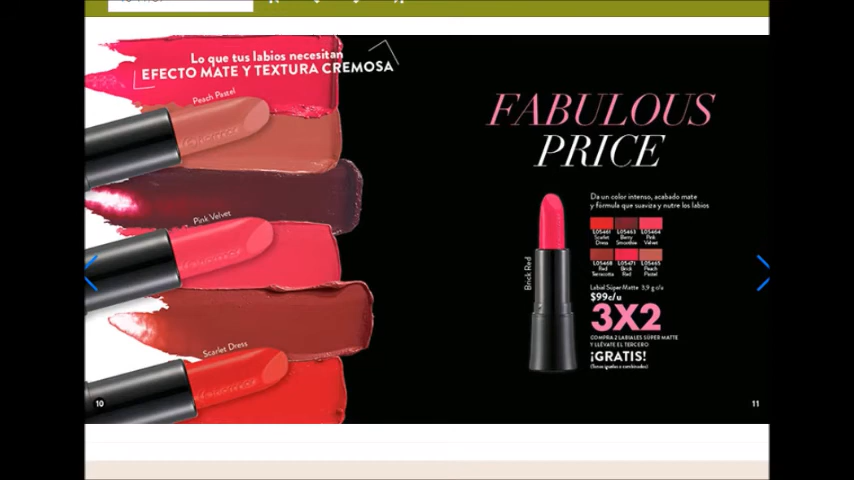 Lo que tus labios necesitan
EFECTO MATE Y TEXTURA CREMOSA
Peach Pastel
Pink Velvet
Scarlet Dress
10
FABULOUS
PRICE
Brick Red
Da un color intenso, acabado mate
y fórmula que suaviza y nutre los labios
L05461 L05463 L05464
Scarlet Dress
Berry Smoothie
Pink Velvet
L05468 L05471 L05465
Red Terracota
Brick Red
Peach Pastel
Labial Súper Matte 3,9 g c/u
$99c/u
3X2
COMPRA 2 LABIALES SÚPER MATTE
Y LLÉVATE EL TERCERO
¡GRATIS!
(Tonos iguales o combinados)
11